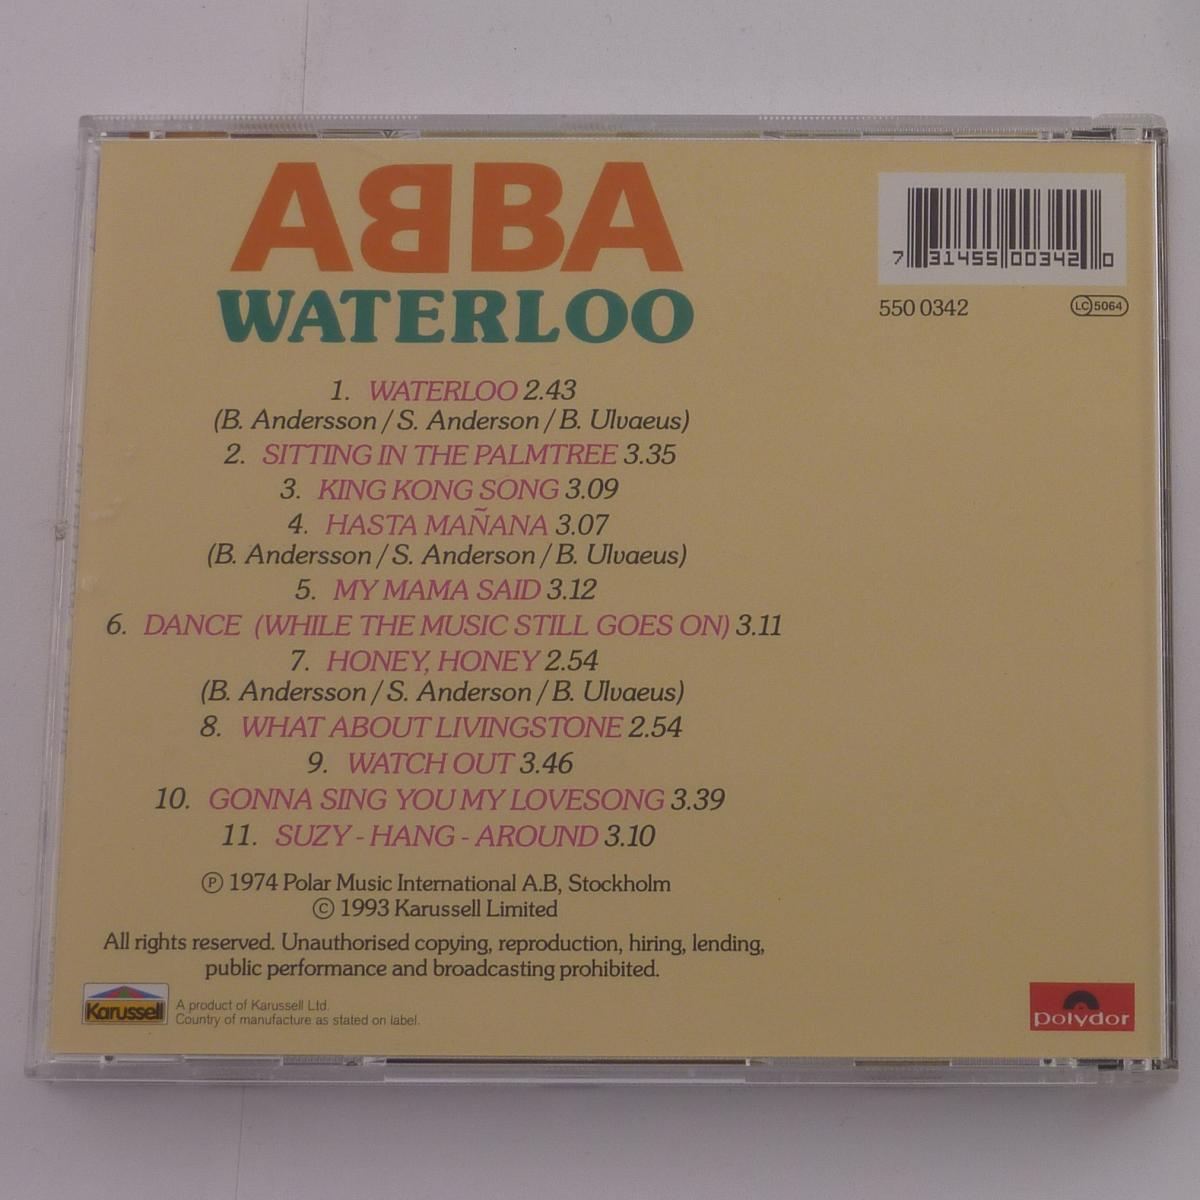 ABBA
WATERLOO
7 31455 00342 0
550 0342
LC 5064
1. WATERLOO 2.43
(B. Andersson / S. Anderson / B. Ulvaeus)
2. SITTING IN THE PALMTREE 3.35
3. KING KONG SONG 3.09
4. HASTA MAÑANA 3.07
(B. Andersson / S. Anderson / B. Ulvaeus)
5. MY MAMA SAID 3.12
6. DANCE (WHILE THE MUSIC STILL GOES ON) 3.11
7. HONEY, HONEY 2.54
(B. Andersson / S. Anderson / B. Ulvaeus)
8. WHAT ABOUT LIVINGSTONE 2.54
9. WATCH OUT 3.46
10. GONNA SING YOU MY LOVESONG 3.39
11. SUZY - HANG - AROUND 3.10
Ⓟ 1974 Polar Music International A.B, Stockholm
© 1993 Karussell Limited
All rights reserved. Unauthorised copying, reproduction, hiring, lending,
public performance and broadcasting prohibited.
Karussell
A product of Karussell Ltd.
Country of manufacture as stated on label.
polydor